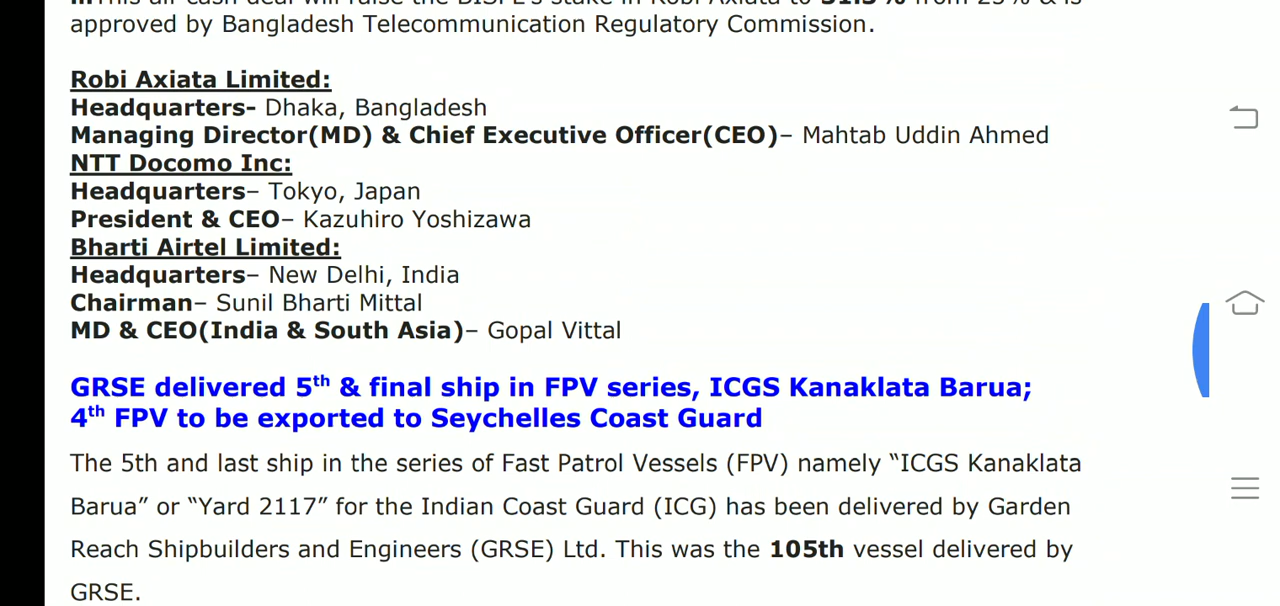 approved by Bangladesh Telecommunication Regulatory Commission.
Robi Axiata Limited:
Headquarters- Dhaka, Bangladesh
Managing Director(MD) & Chief Executive Officer(CEO)– Mahtab Uddin Ahmed
NTT Docomo Inc:
Headquarters– Tokyo, Japan
President & CEO– Kazuhiro Yoshizawa
Bharti Airtel Limited:
Headquarters– New Delhi, India
Chairman– Sunil Bharti Mittal
MD & CEO(India & South Asia)– Gopal Vittal
GRSE delivered 5th & final ship in FPV series, ICGS Kanaklata Barua;
4th FPV to be exported to Seychelles Coast Guard
The 5th and last ship in the series of Fast Patrol Vessels (FPV) namely “ICGS Kanaklata
Barua” or “Yard 2117” for the Indian Coast Guard (ICG) has been delivered by Garden
Reach Shipbuilders and Engineers (GRSE) Ltd. This was the 105th vessel delivered by
GRSE.